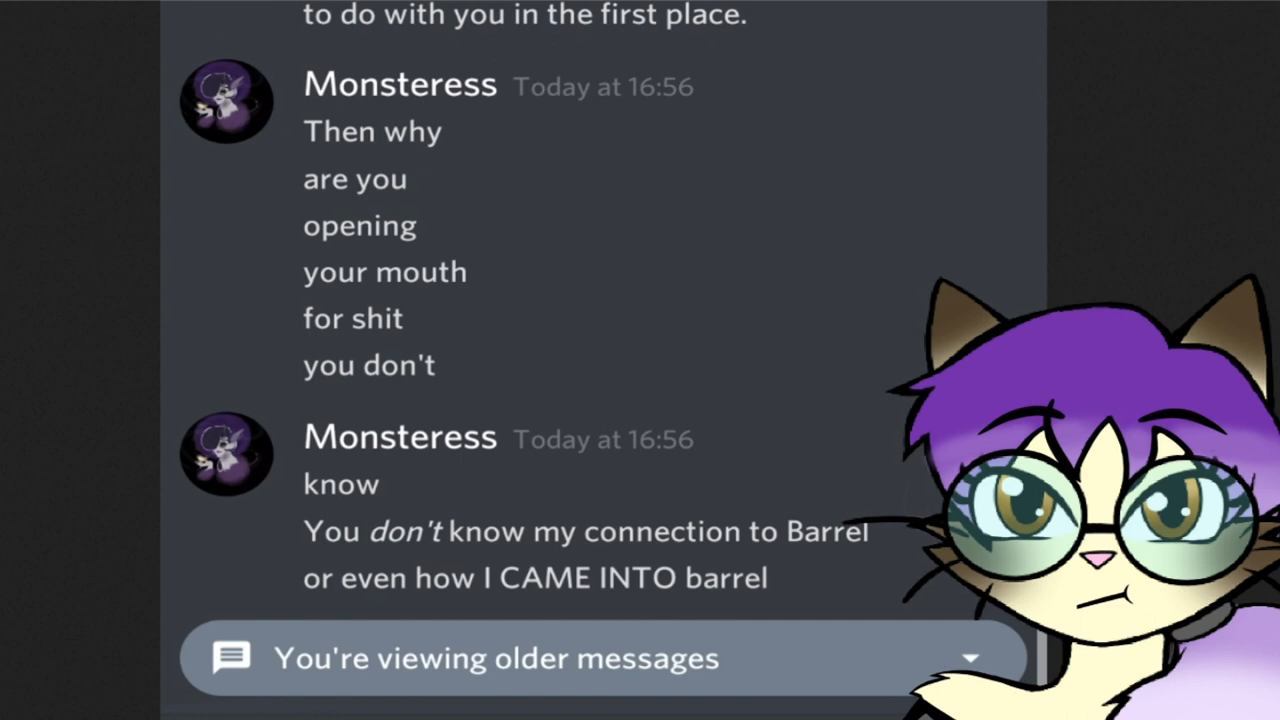 to do with you in the first place.
Monsteress Today at 16:56
Then why
are you
opening
your mouth
for shit
you don't
Monsteress Today at 16:56
know
You don't know my connection to Barrel
or even how I CAME INTO barrel
You're viewing older messages